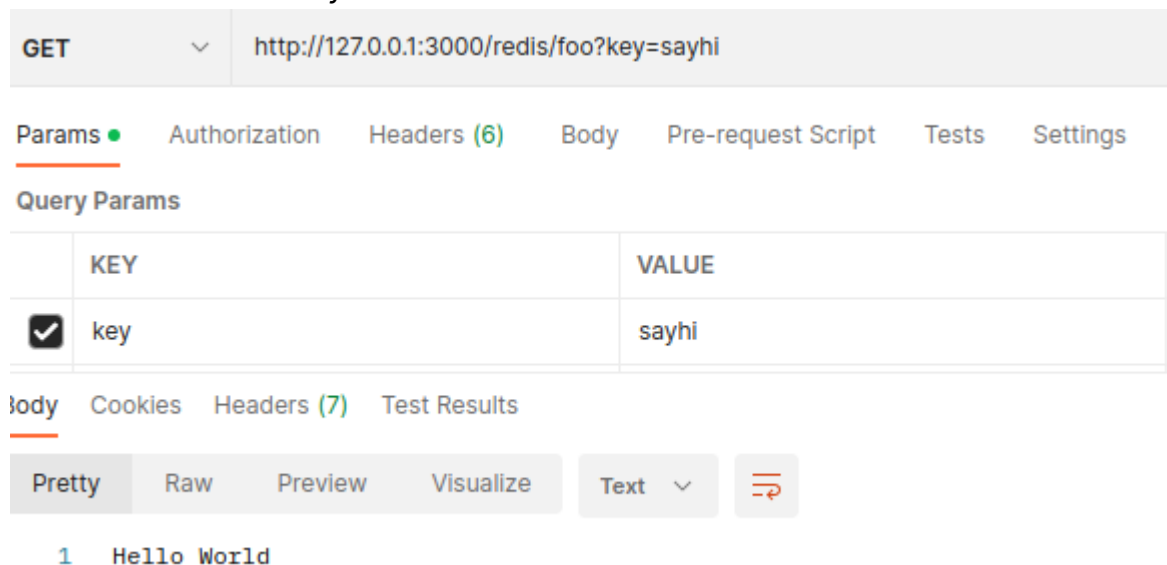 GET http://127.0.0.1:3000/redis/foo?key=sayhi
Params Authorization Headers (6) Body Pre-request Script Tests Settings
Query Params
KEY VALUE
key sayhi
Body Cookies Headers (7) Test Results
Pretty Raw Preview Visualize Text
1 Hello World